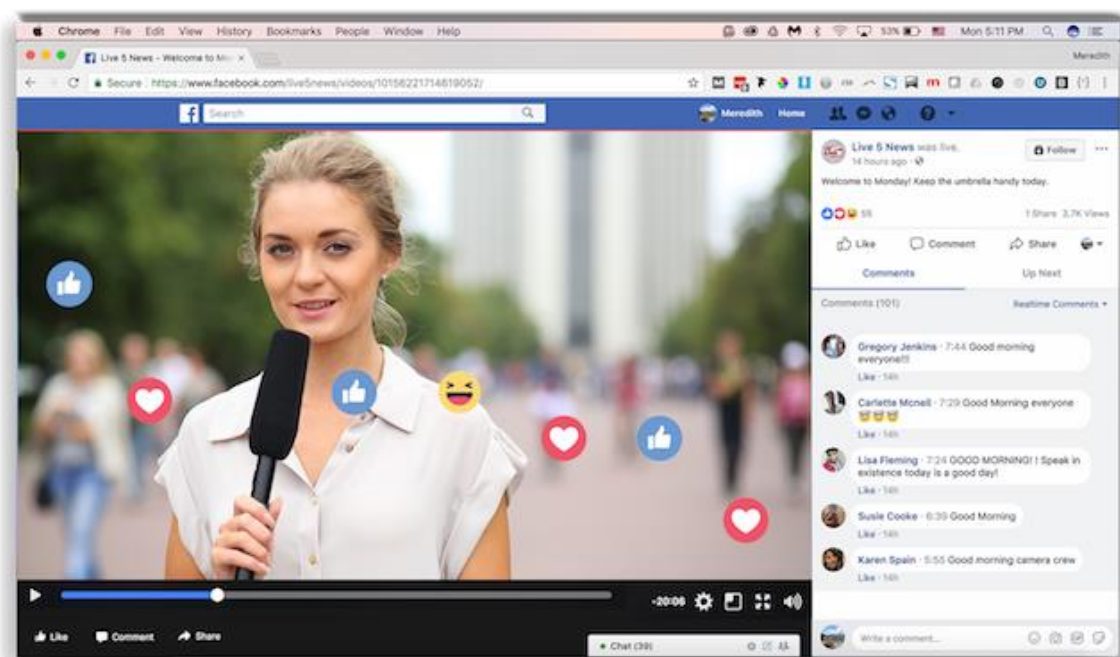 Chrome File Edit View History Bookmarks People Window Help
53% Mon 5:11 PM
Live 5 News - Welcome to Mo
Meredith
Secure https://www.facebook.com/live5news/videos/10156221714619052/
Search
Meredith Home
Live 5 News was live.
14 hours ago
Follow
Welcome to Monday! Keep the umbrella handy today.
1 Share 3.7K Views
Like Comment Share
Comments Up Next
Comments (101) Realtime Comments
Gregory Jenkins · 7:44 Good morning
everyone!!!
Like · 14h
Carlette Mcneil · 7:29 Good Morning everyone
Like · 14h
Lisa Fleming · 7:24 GOOD MORNING! ! Speak in
existence today is a good day!
Like · 14h
Susie Cooke · 6:39 Good Morning
Like · 14h
Karen Spain · 5:55 Good morning camera crew
Like · 14h
-20:06
Like Comment Share
Chat (39)
Write a comment...